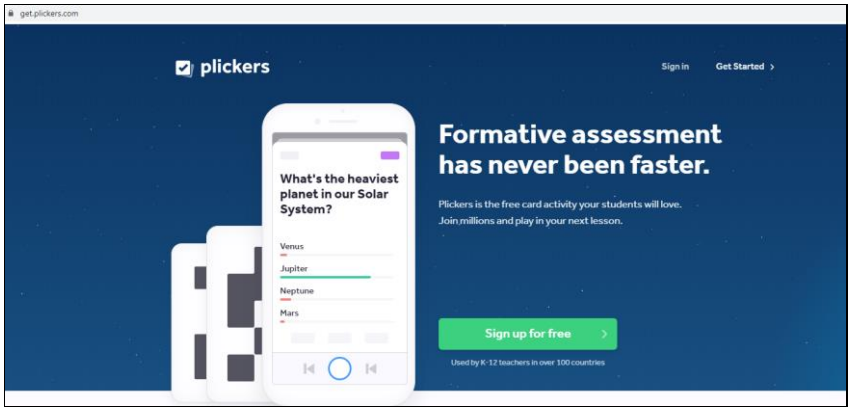 get.plickers.com
plickers
Sign in
Get Started
Formative assessment
has never been faster.
Plickers is the free card activity your students will love.
Join millions and play in your next lesson.
What's the heaviest
planet in our Solar
System?
Venus
Jupiter
Neptune
Mars
Sign up for free
Used by K-12 teachers in over 100 countries